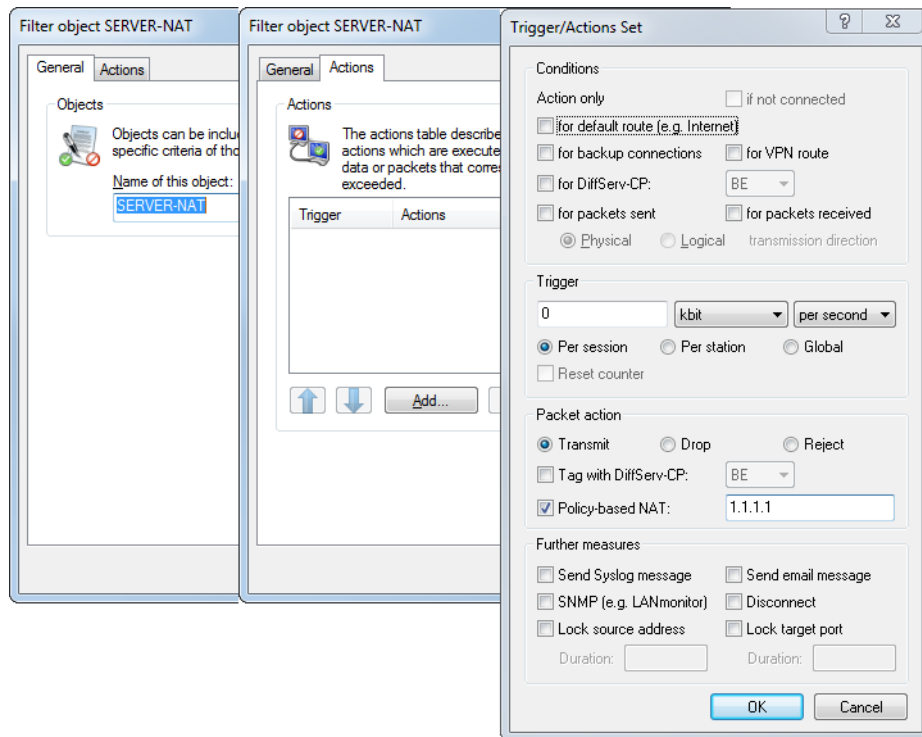 Filter object SERVER-NAT
General Actions
Objects
Objects can be inclu
specific criteria of tho
Name of this object:
SERVER-NAT
Filter object SERVER-NAT
General Actions
Actions
The actions table describe
actions which are execute
data or packets that corres
exceeded.
Trigger Actions
Add...
Trigger/Actions Set
Conditions
Action only if not connected
for default route (e.g. Internet)
for backup connections for VPN route
for DiffServ-CP: BE
for packets sent for packets received
Physical Logical transmission direction
Trigger
0 kbit per second
Per session Per station Global
Reset counter
Packet action
Transmit Drop Reject
Tag with DiffServ-CP: BE
Policy-based NAT: 1.1.1.1
Further measures
Send Syslog message Send email message
SNMP (e.g. LANmonitor) Disconnect
Lock source address Lock target port
Duration: Duration:
OK Cancel